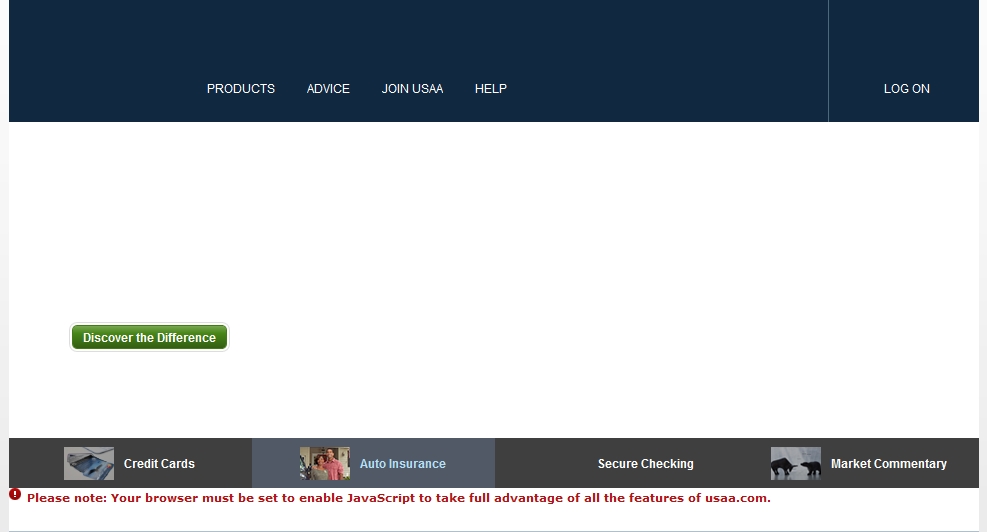 PRODUCTS ADVICE JOIN USAA HELP LOG ON
Discover the Difference
Credit Cards Auto Insurance Secure Checking Market Commentary
Please note: Your browser must be set to enable JavaScript to take full advantage of all the features of usaa.com.